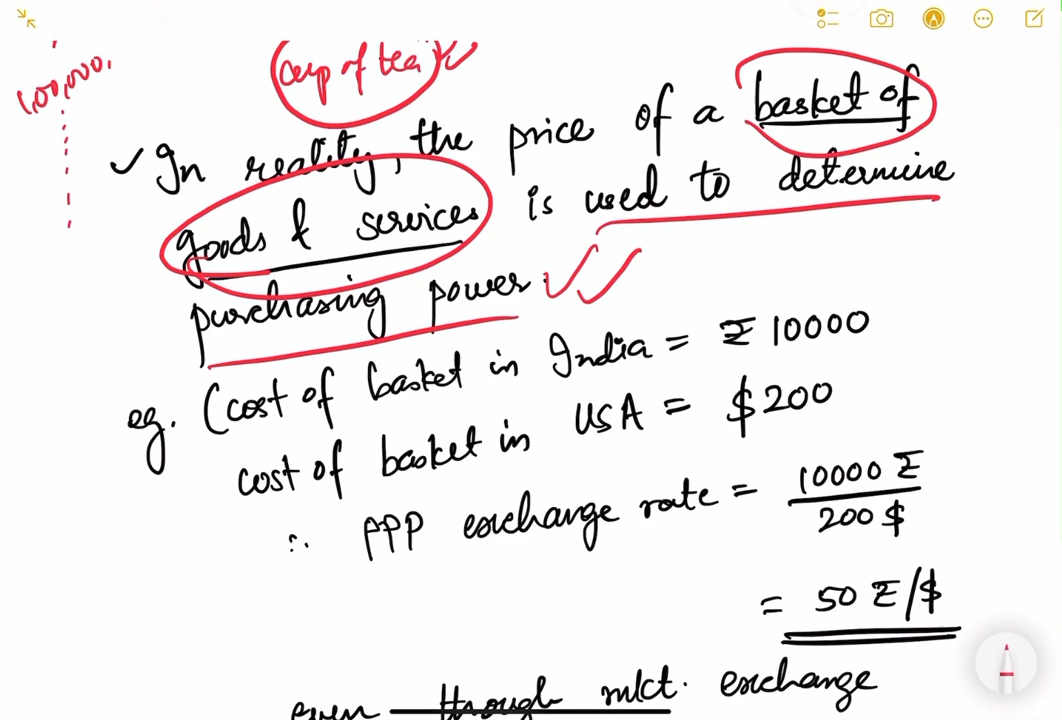 cup of tea
1,00,000,
In reality, the price of a basket of
goods & services is used to determine
purchasing power
eg. (cost of basket in India = ₹ 10000
cost of basket in USA = $ 200
∴ PPP exchange rate = 10000 ₹
200 $
= 50 ₹/$
even though mkt. exchange